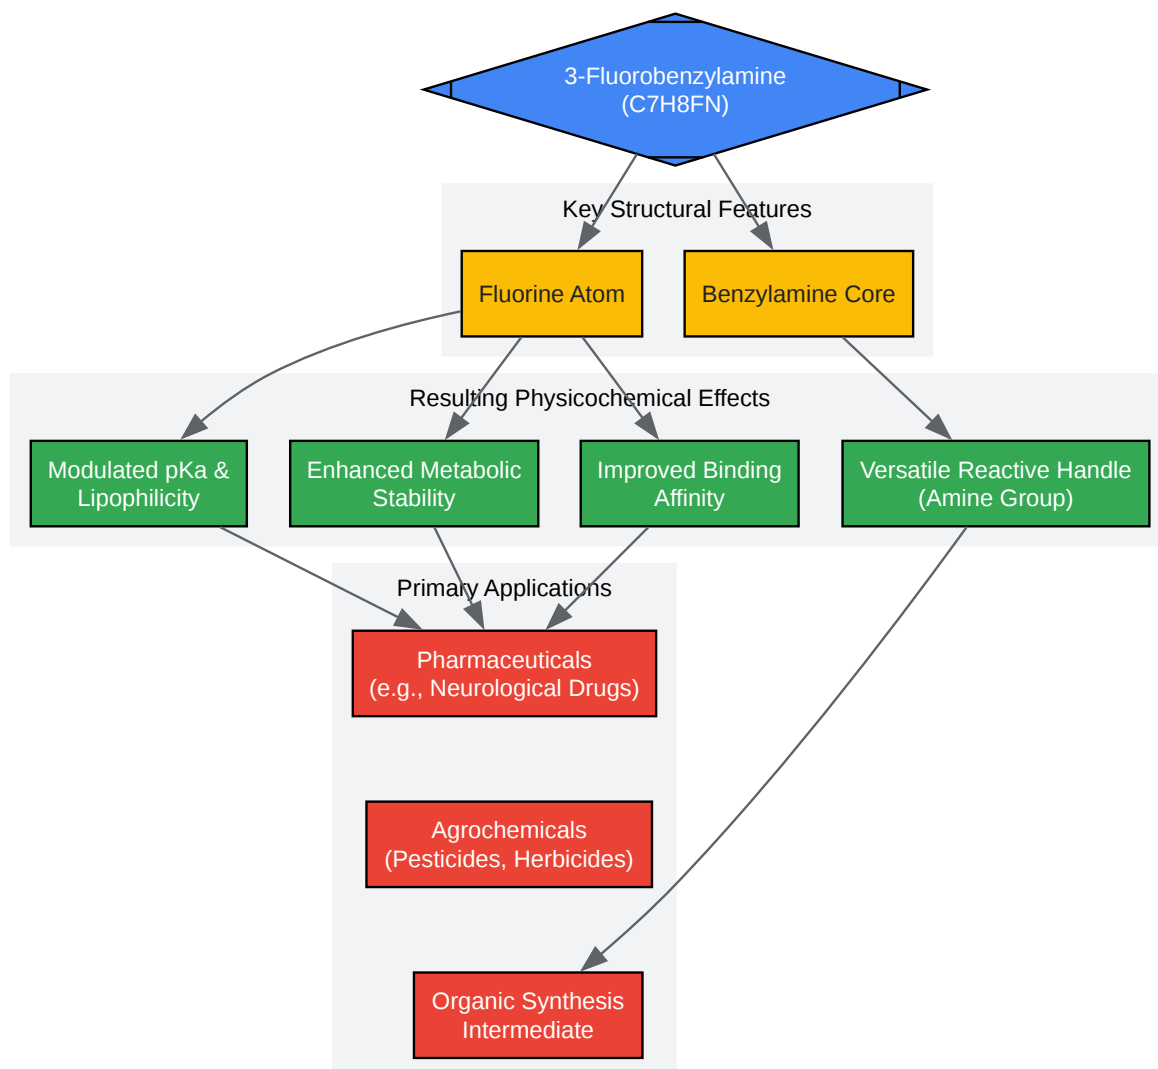 3-Fluorobenzylamine
(C7H8FN)
Key Structural Features
Fluorine Atom
Benzylamine Core
Resulting Physicochemical Effects
Modulated pKa &
Lipophilicity
Enhanced Metabolic
Stability
Improved Binding
Affinity
Versatile Reactive Handle
(Amine Group)
Primary Applications
Pharmaceuticals
(e.g., Neurological Drugs)
Agrochemicals
(Pesticides, Herbicides)
Organic Synthesis
Intermediate